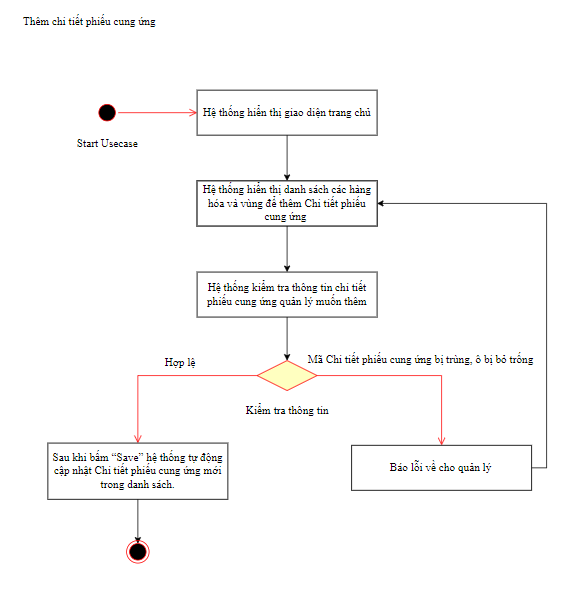 Thêm chi tiết phiếu cung ứng
Hệ thống hiển thị giao diện trang chủ
Start Usecase
Hệ thống hiển thị danh sách các hàng
hóa và vùng để thêm Chi tiết phiếu
cung ứng
Hệ thống kiểm tra thông tin chi tiết
phiếu cung ứng quản lý muốn thêm
Hợp lệ
Mã Chi tiết phiếu cung ứng bị trùng, ô bị bỏ trống
Kiểm tra thông tin
Sau khi bấm “Save” hệ thống tự động
cập nhật Chi tiết phiếu cung ứng mới
trong danh sách.
Báo lỗi về cho quản lý